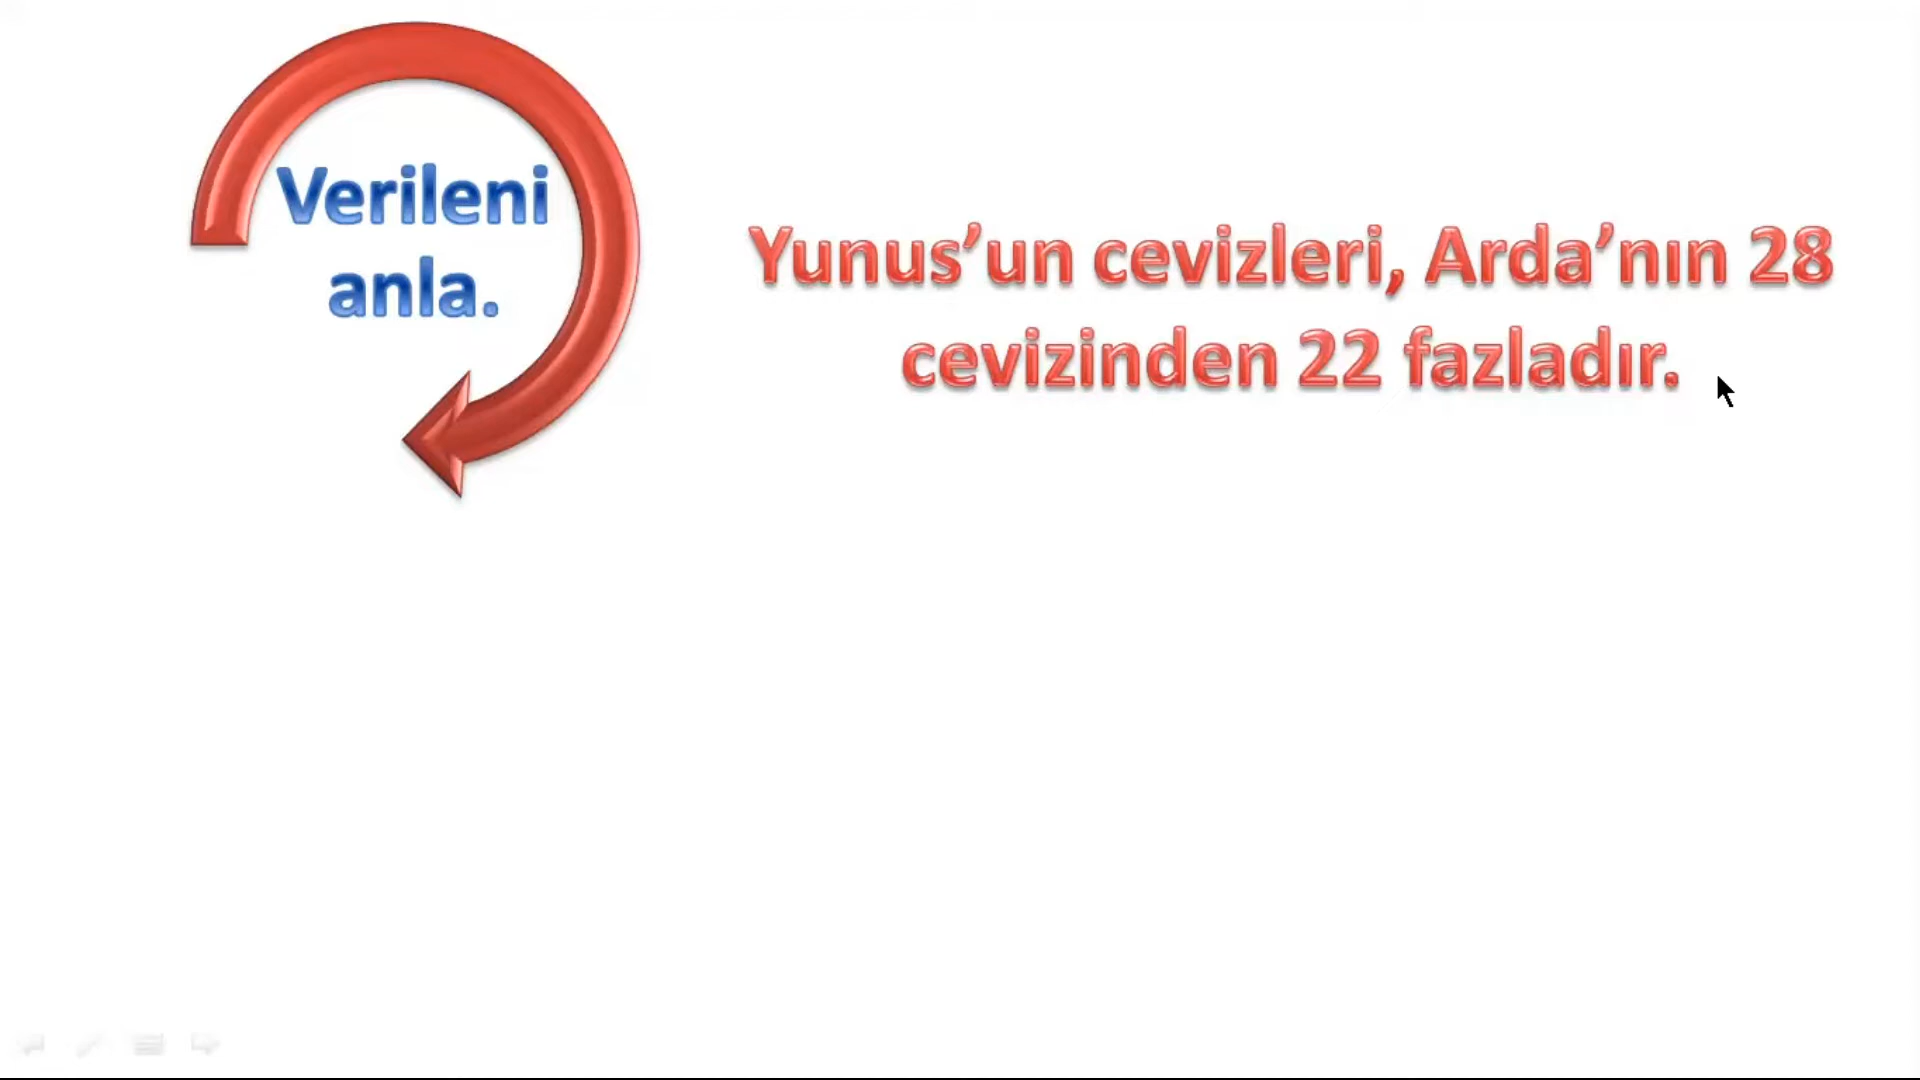 Verileni
anla.
Yunus’un cevizleri, Arda’nın 28
cevizinden 22 fazladır.